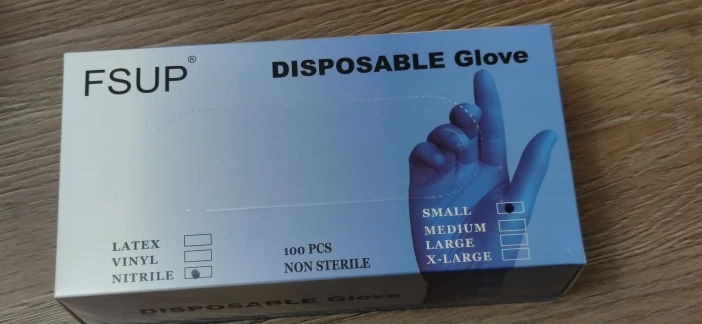 FSUP®
DISPOSABLE Glove
SMALL
MEDIUM
LARGE
X-LARGE
LATEX
VINYL
NITRILE
100 PCS
NON STERILE
DISPOSABLE Glove